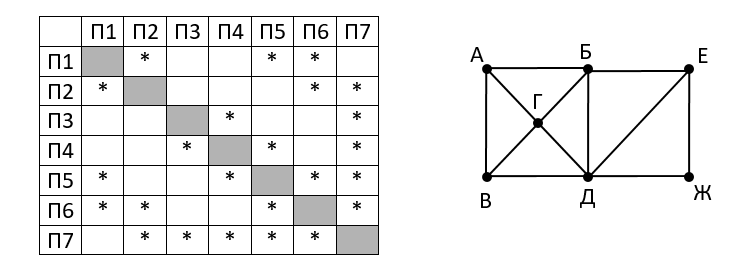 П1 П2 П3 П4 П5 П6 П7
П1 * * *
П2 * * *
П3 * *
П4 * * *
П5 * * * *
П6 * * * *
П7 * * * * *
А Б Е
Г
В Д Ж